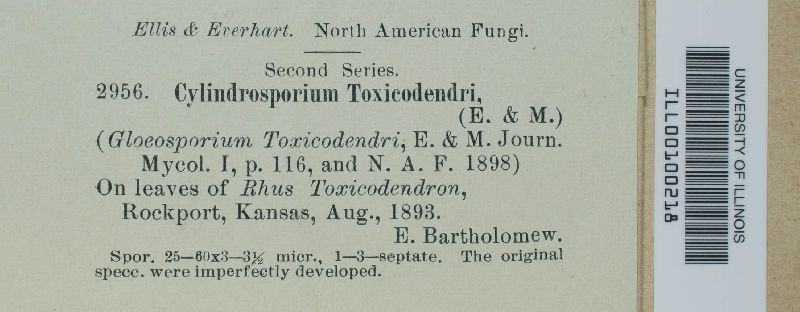 Ellis & Everhart. North American Fungi.
Second Series.
2956. Cylindrosporium Toxicodendri,
(E. & M.)
(Gloeosporium Toxicodendri, E. & M. Journ.
Mycol. I, p. 116, and N. A. F. 1898)
On leaves of Rhus Toxicodendron,
Rockport, Kansas, Aug., 1893.
E. Bartholomew.
Spor. 25—60x3—3½ micr., 1—3—septate. The original
specc. were imperfectly developed.
UNIVERSITY OF ILLINOIS
ILL00100218